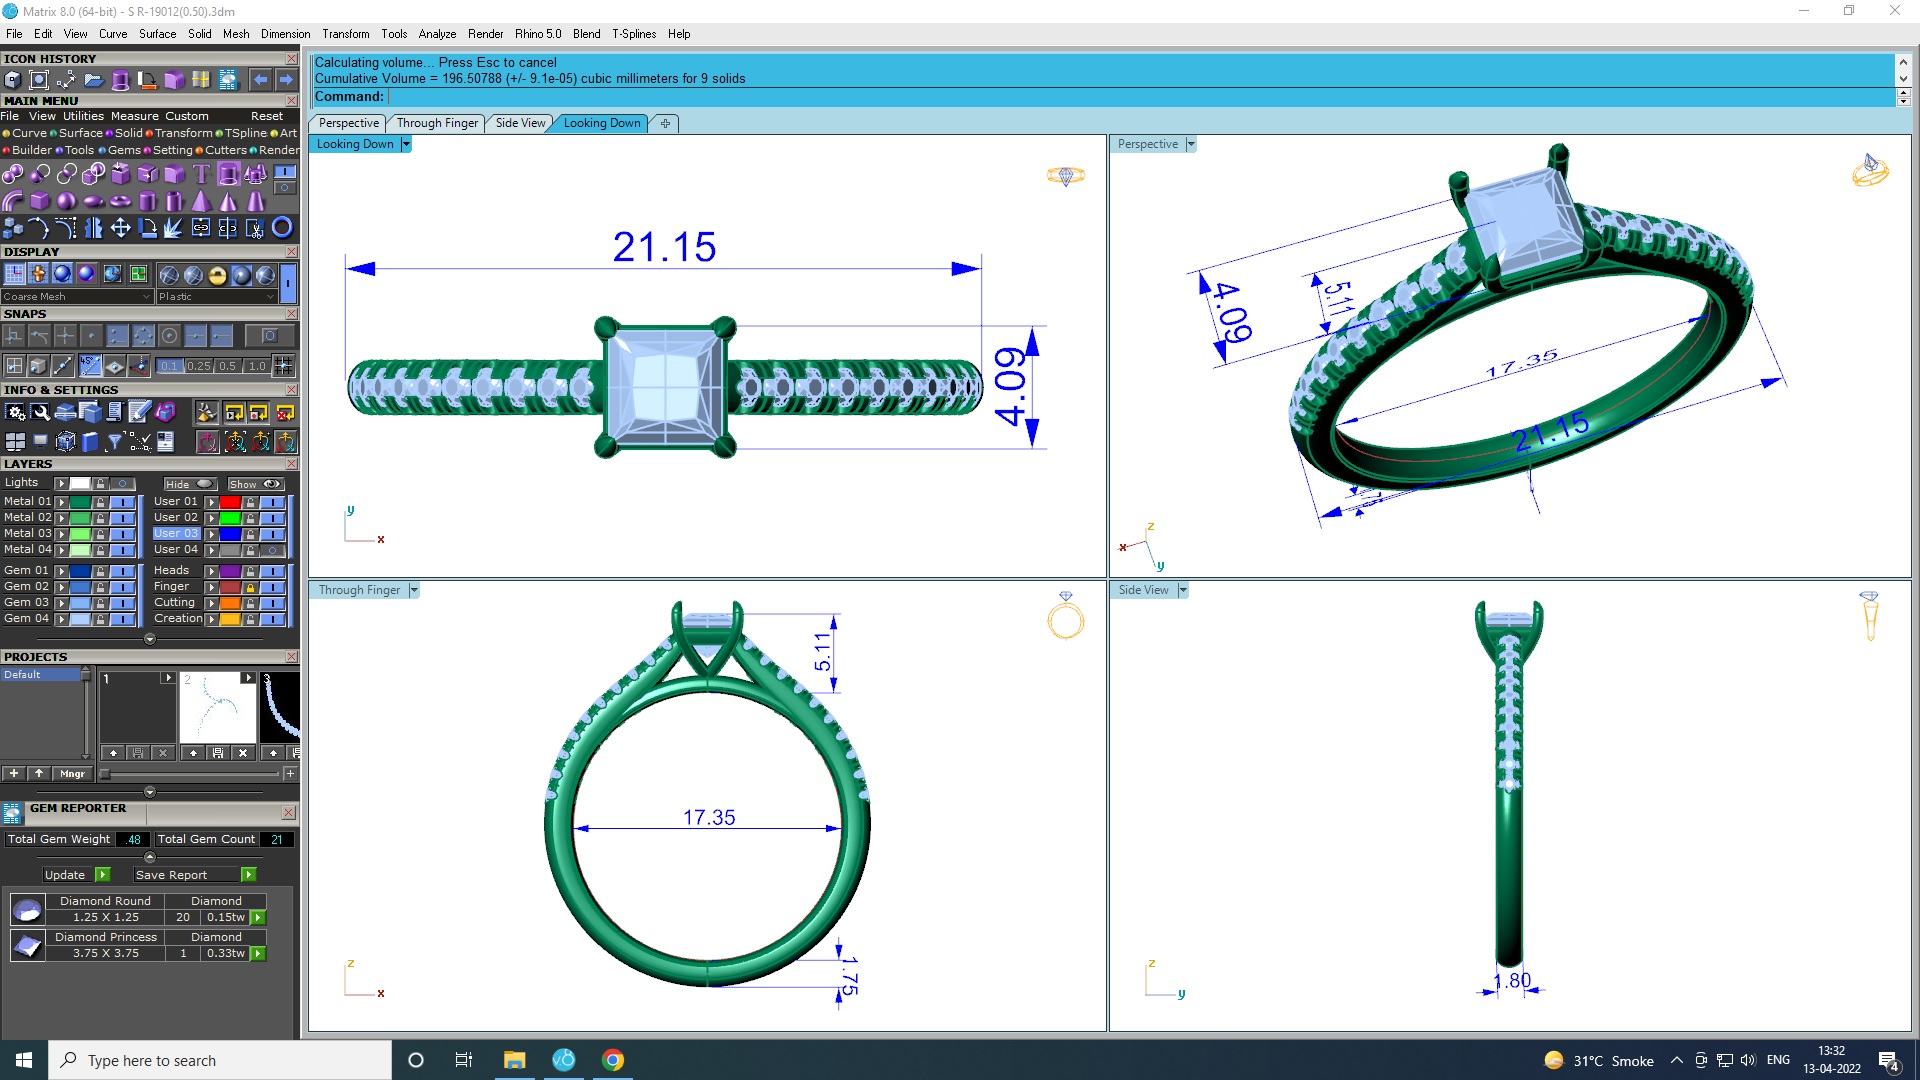 Matrix 8.0 (64-bit) - S R-19012(0.50).3dm
File Edit View Curve Surface Solid Mesh Dimension Transform Tools Analyze Render Rhino 5.0 Blend T-Splines Help
ICON HISTORY
MAIN MENU
File View Utilities Measure Custom Reset
Curve Surface Solid Transform TSpline Art
Builder Tools Gems Setting Cutters Render
DISPLAY
Coarse Mesh Plastic
SNAPS
45°
0.1 0.25 0.5 1.0
INFO & SETTINGS
LAYERS
Lights Hide Show
Metal 01 User 01
Metal 02 User 02
Metal 03 User 03
Metal 04 User 04
Gem 01 Heads
Gem 02 Finger
Gem 03 Cutting
Gem 04 Creation
PROJECTS
Default
1 2 3
Mngr
GEM REPORTER
Total Gem Weight .48 Total Gem Count 21
Update Save Report
Diamond Round Diamond
1.25 X 1.25 20 0.15tw
Diamond Princess Diamond
3.75 X 3.75 1 0.33tw
Calculating volume... Press Esc to cancel
Cumulative Volume = 196.50788 (+/- 9.1e-05) cubic millimeters for 9 solids
Command:
Perspective Through Finger Side View Looking Down
Looking Down
21.15
4.09
y
x
Perspective
4.09
5.11
17.35
21.15
z
x
y
Through Finger
5.11
17.35
1.75
z
x
Side View
1.80
z
y
Type here to search
31°C Smoke
ENG
13:32
13-04-2022
4